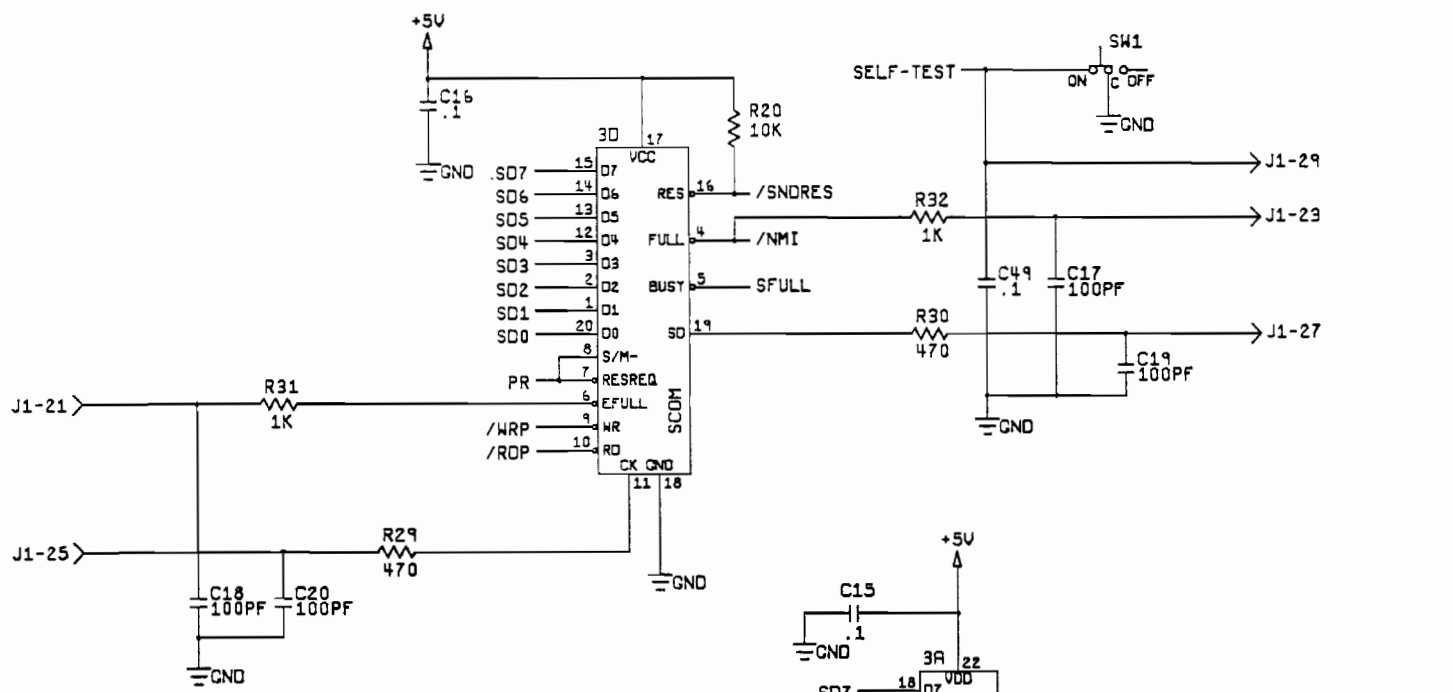 +5V
SW1
SELF-TEST
ON
C
OFF
GND
C16
.1
GND
R20
10K
3D
17
VCC
.SD7 15 D7
SD6 14 D6
SD5 13 D5
SD4 12 D4
SD3 3 D3
SD2 2 D2
SD1 1 D1
SD0 20 D0
8 S/M-
PR 7 RESREQ
6 EFULL
/WRP 9 WR
/RDP 10 RD
RES 16 /SNDRES
FULL 4 /NMI
BUST 5 SFULL
SD 19
SCOM
CK GND
11 18
GND
J1-29
R32
1K
J1-23
C49
.1
C17
100PF
R30
470
J1-27
C19
100PF
GND
J1-21
R31
1K
J1-25
R29
470
C18
100PF
C20
100PF
GND
+5V
C15
.1
GND
3A
22
VDD
SD7 18 D7